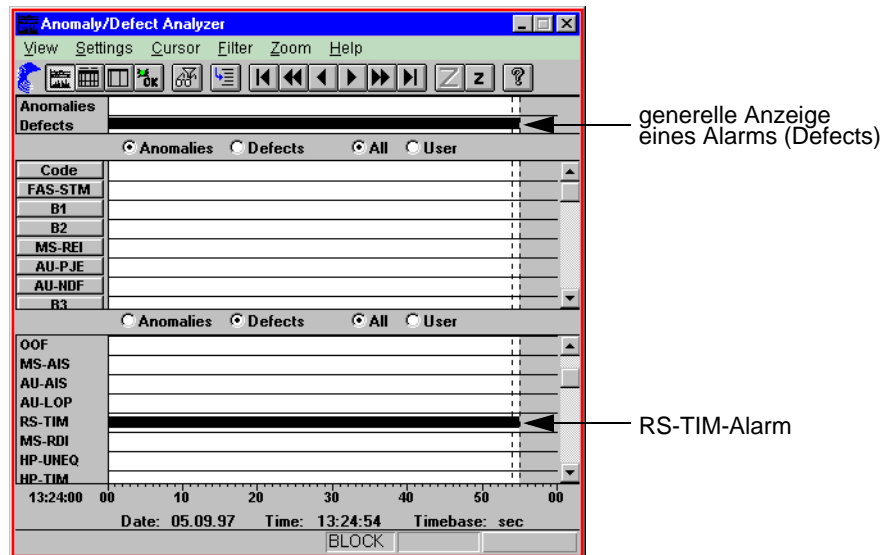 Anomaly/Defect Analyzer
View Settings Cursor Filter Zoom Help
OK Z z ?
Anomalies
Defects
generelle Anzeige
eines Alarms (Defects)
Anomalies Defects All User
Code
FAS-STM
B1
B2
MS-REI
AU-PJE
AU-NDF
B3
Anomalies Defects All User
OOF
MS-AIS
AU-AIS
AU-LOP
RS-TIM
RS-TIM-Alarm
MS-RDI
HP-UNEQ
HP-TIM
13:24:00 00 10 20 30 40 50 00
Date: 05.09.97 Time: 13:24:54 Timebase: sec
BLOCK